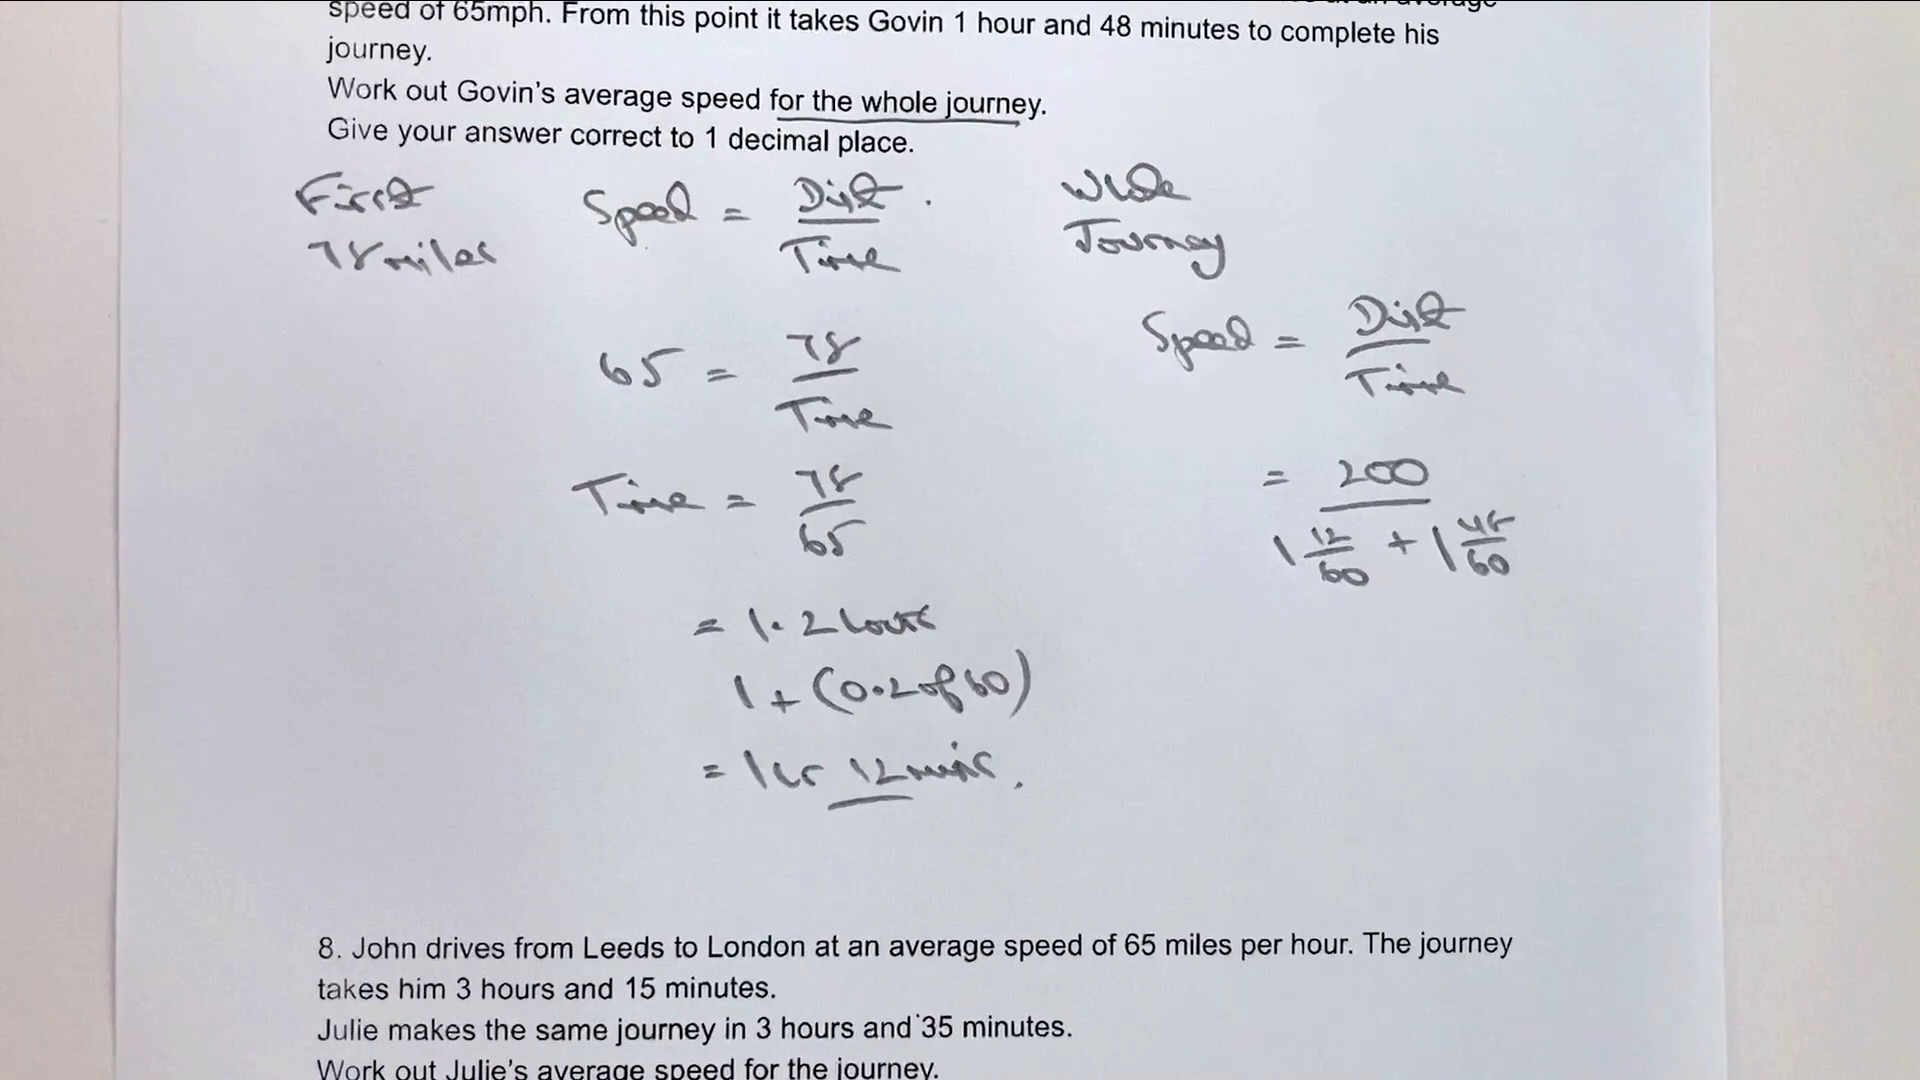 speed of 65mph. From this point it takes Govin 1 hour and 48 minutes to complete his
journey.
Work out Govin's average speed for the whole journey.
Give your answer correct to 1 decimal place.
First
78 miles
Speed = Dist / Time
65 = 78 / Time
Time = 78 / 65
= 1.2 hours
1 + (0.2 of 60)
= 1 hr 12 mins.
Whole
Journey
Speed = Dist / Time
= 200 / 1 12/60 + 1 48/60
8. John drives from Leeds to London at an average speed of 65 miles per hour. The journey
takes him 3 hours and 15 minutes.
Julie makes the same journey in 3 hours and 35 minutes.
Work out Julie's average speed for the journey.